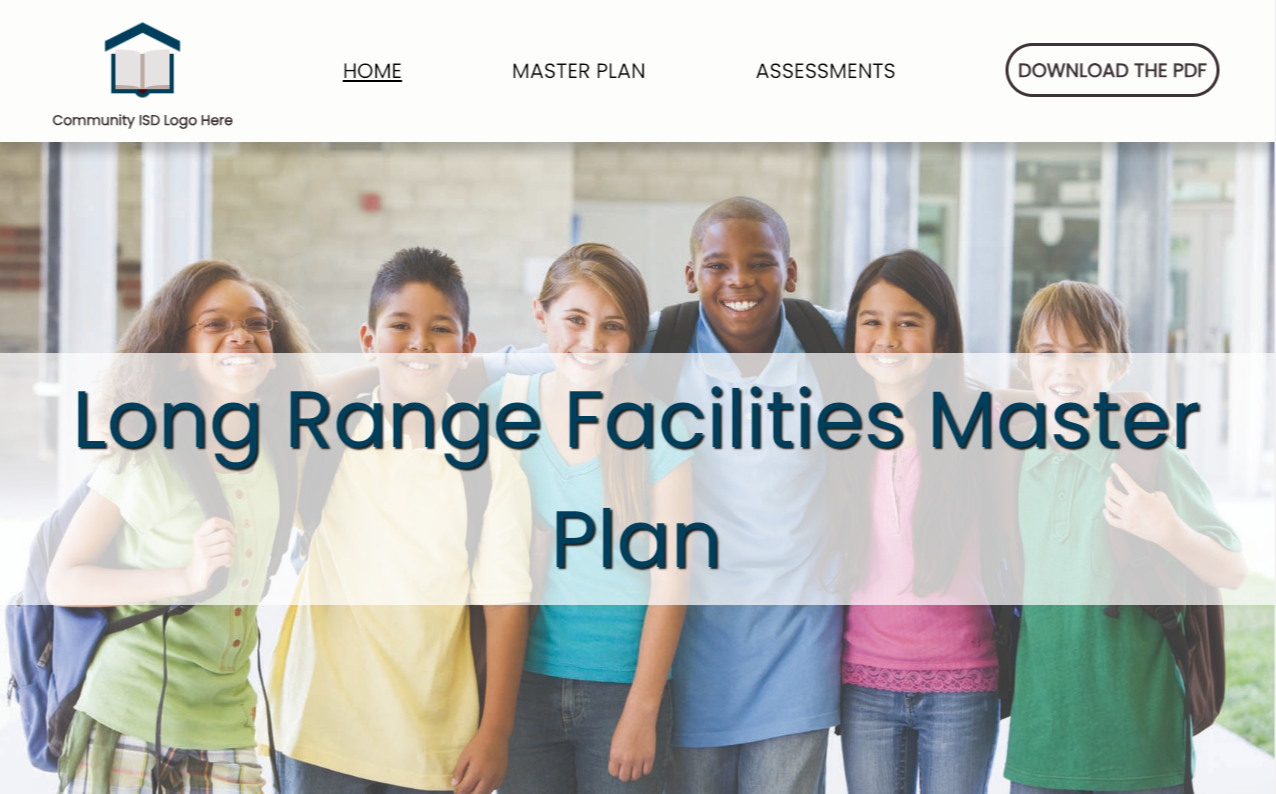 Community ISD Logo Here
HOME
MASTER PLAN
ASSESSMENTS
DOWNLOAD THE PDF
Long Range Facilities Master
Plan